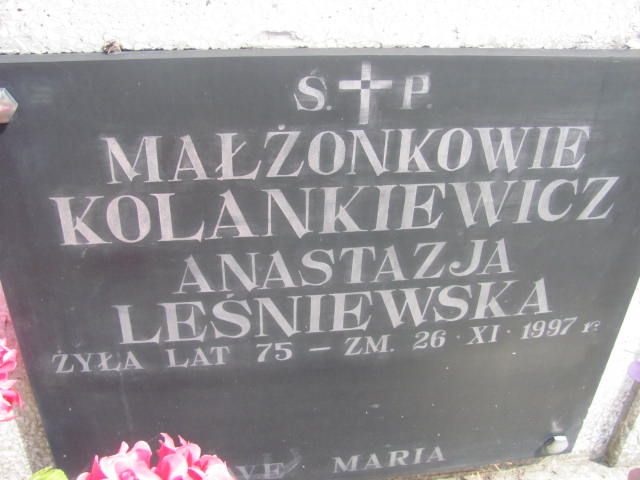 S. P.
MAŁŻONKOWIE
KOLANKIEWICZ
ANASTAZJA
LEŚNIEWSKA
ŻYŁA LAT 75 – ZM. 26·XI·1997 r.
MARIA